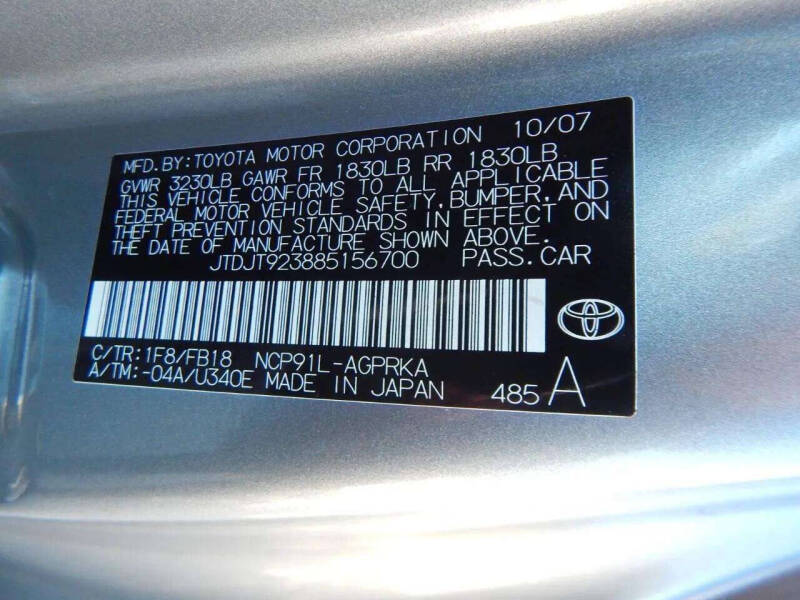 MFD.BY:TOYOTA MOTOR CORPORATION 10/07
GVWR 3230LB GAWR FR 1830LB RR 1830LB
THIS VEHICLE CONFORMS TO ALL APPLICABLE
FEDERAL MOTOR VEHICLE SAFETY,BUMPER,AND
THEFT PREVENTION STANDARDS IN EFFECT ON
THE DATE OF MANUFACTURE SHOWN ABOVE.
JTDJT923885156700 PASS.CAR
C/TR:1F8/FB18 NCP91L-AGPRKA
A/TM:-04A/U340E MADE IN JAPAN 485 A